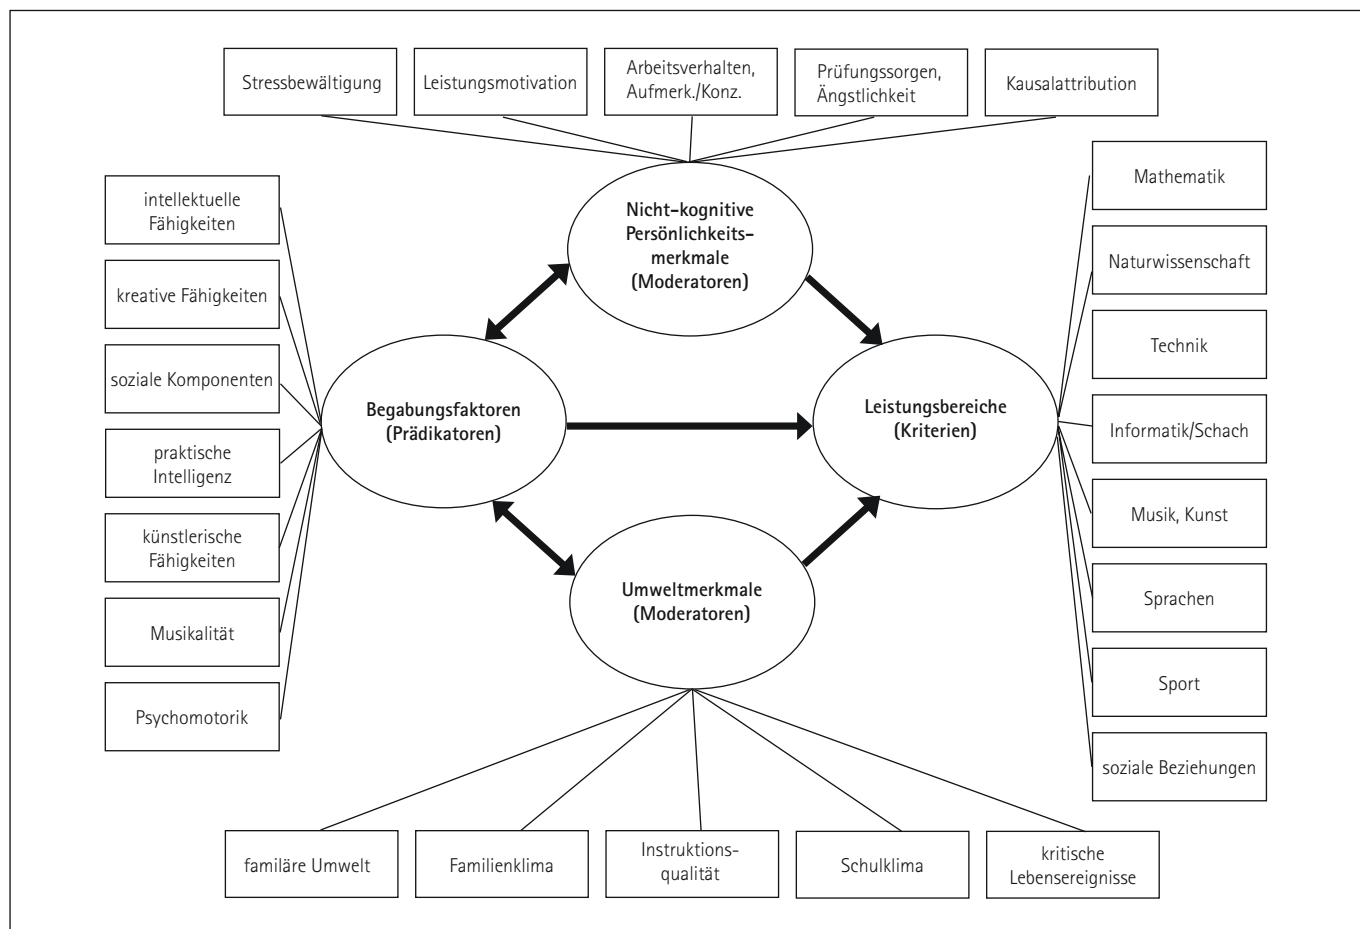 Stressbewältigung
Leistungsmotivation
Arbeitsverhalten,
Aufmerk./Konz.
Prüfungssorgen,
Ängstlichkeit
Kausalattribution
Nicht-kognitive
Persönlichkeits-
merkmale
(Moderatoren)
intellektuelle
Fähigkeiten
kreative Fähigkeiten
soziale Komponenten
praktische
Intelligenz
künstlerische
Fähigkeiten
Musikalität
Psychomotorik
Begabungsfaktoren
(Prädikatoren)
Leistungsbereiche
(Kriterien)
Mathematik
Naturwissenschaft
Technik
Informatik/Schach
Musik, Kunst
Sprachen
Sport
soziale Beziehungen
Umweltmerkmale
(Moderatoren)
familäre Umwelt
Familienklima
Instruktions-
qualität
Schulklima
kritische
Lebensereignisse